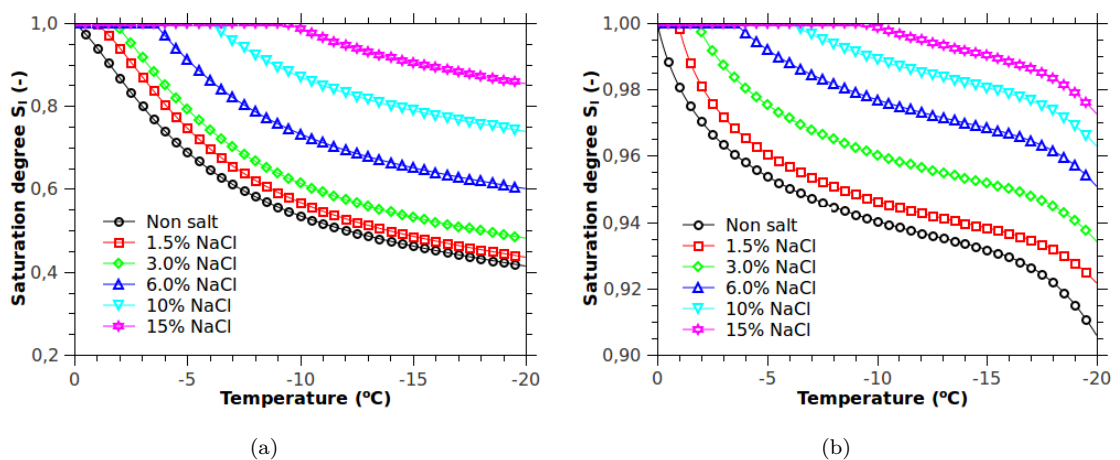 Saturation degree Sₗ (-)
1,0
0,8
0,6
0,4
0,2
Non salt
1.5% NaCl
3.0% NaCl
6.0% NaCl
10% NaCl
15% NaCl
0
-5
-10
-15
-20
Temperature (ºC)
(a)
Saturation degree Sₗ (-)
1,00
0,98
0,96
0,94
0,92
0,90
Non salt
1.5% NaCl
3.0% NaCl
6.0% NaCl
10% NaCl
15% NaCl
0
-5
-10
-15
-20
Temperature (ºC)
(b)